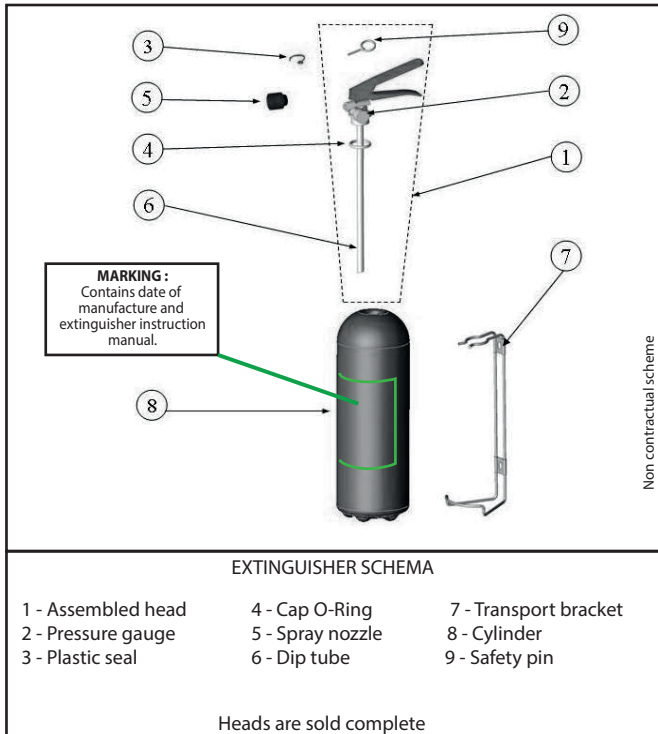 3
9
5
2
4
1
6
7
MARKING :
Contains date of
manufacture and
extinguisher instruction
manual.
8
Non contractual scheme
EXTINGUISHER SCHEMA
1 - Assembled head
2 - Pressure gauge
3 - Plastic seal
4 - Cap O-Ring
5 - Spray nozzle
6 - Dip tube
7 - Transport bracket
8 - Cylinder
9 - Safety pin
Heads are sold complete